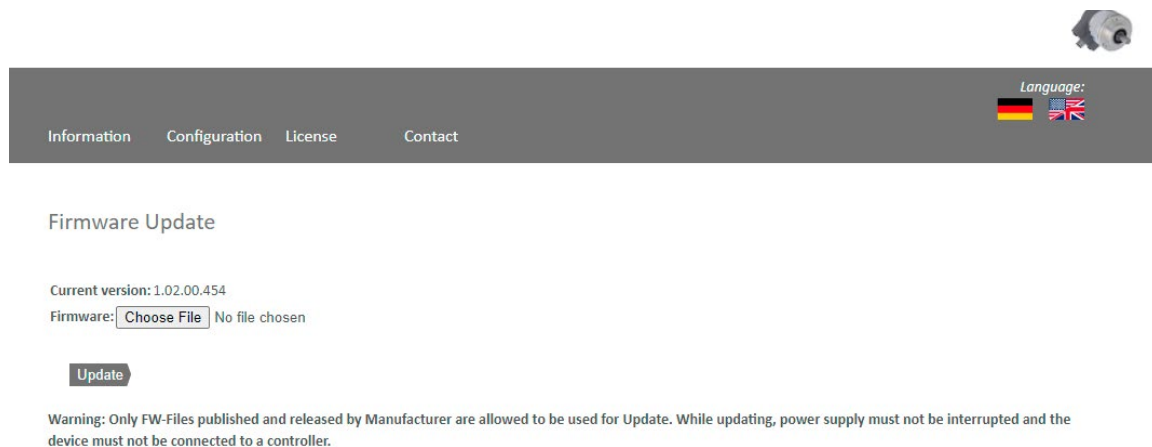 Language:
Information Configuration License Contact
Firmware Update
Current version: 1.02.00.454
Firmware: Choose File No file chosen
Update
Warning: Only FW-Files published and released by Manufacturer are allowed to be used for Update. While updating, power supply must not be interrupted and the
device must not be connected to a controller.